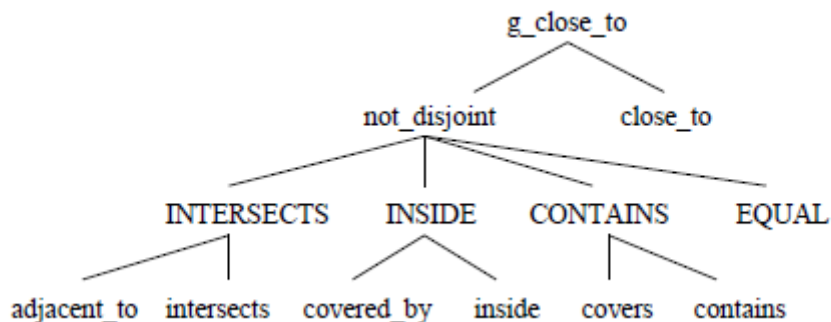 g_close_to
not_disjoint close_to
INTERSECTS INSIDE CONTAINS EQUAL
adjacent_to intersects covered_by inside covers contains